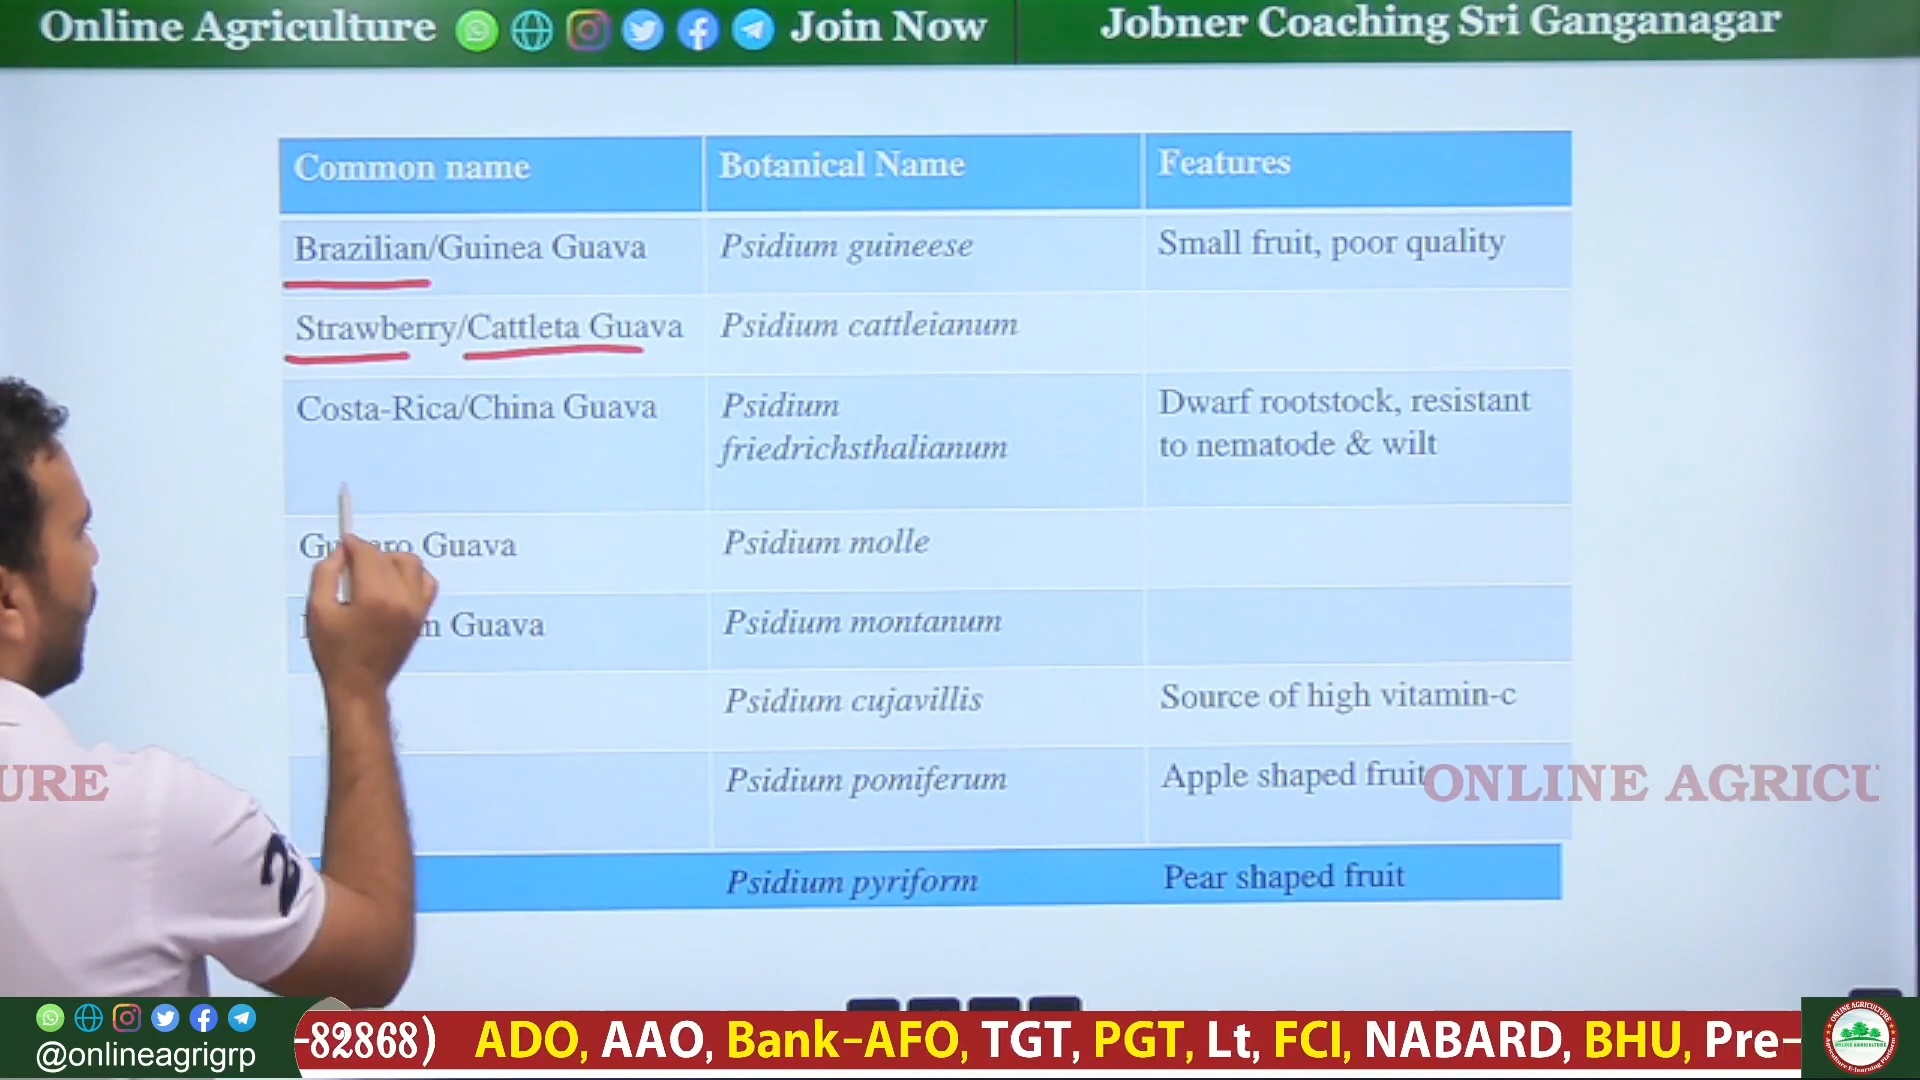 Online Agriculture Join Now
Jobner Coaching Sri Ganganagar
Common name Botanical Name Features
Brazilian/Guinea Guava Psidium guineese Small fruit, poor quality
Strawberry/Cattleta Guava Psidium cattleianum
Costa-Rica/China Guava Psidium Dwarf rootstock, resistant
friedrichsthalianum to nematode & wilt
Guava Psidium molle
Guava Psidium montanum
Psidium cujavillis Source of high vitamin-c
Psidium pomiferum Apple shaped fruit
URE ONLINE AGRICU
Psidium pyriform Pear shaped fruit
2
@onlineagrigrp
-82868) ADO, AAO, Bank-AFO, TGT, PGT, Lt, FCI, NABARD, BHU, Pre-
ONLINE AGRICULTURE